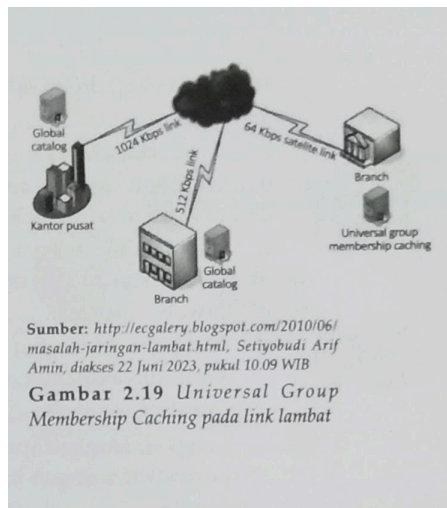 Global
catalog
1024 Kbps link
64 Kbps satelite link
512 Kbps link
Kantor pusat
Branch
Universal group
membership caching
Global
catalog
Branch
Sumber: http://ecgalery.blogspot.com/2010/06/
masalah-jaringan-lambat.html, Setiyobudi Arif
Amin, diakses 22 Juni 2023, pukul 10.09 WIB
Gambar 2.19 Universal Group
Membership Caching pada link lambat